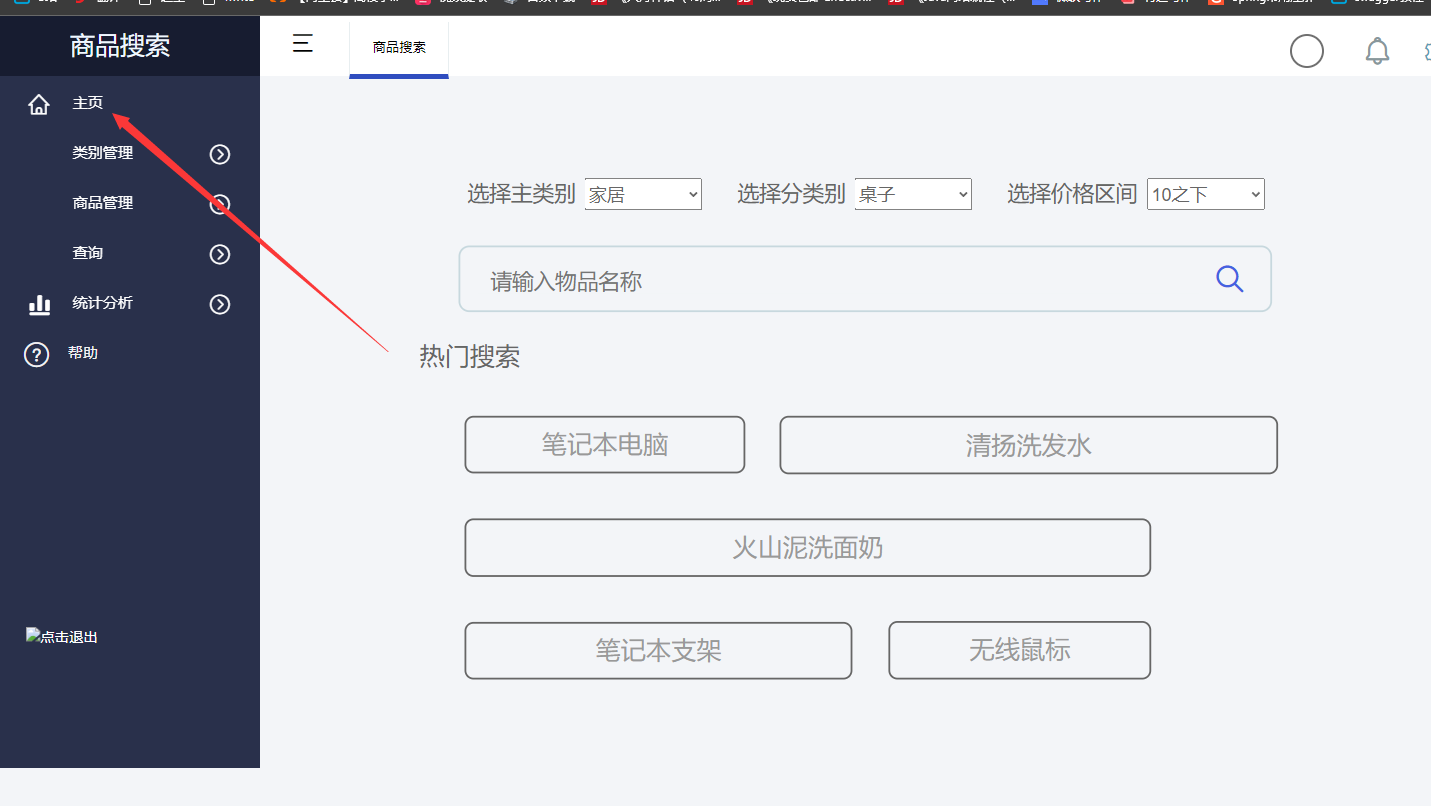 商品搜索
商品搜索
主页
类别管理
商品管理
查询
统计分析
帮助
点击退出
选择主类别 家居 选择分类别 桌子 选择价格区间 10之下
请输入物品名称
热门搜索
笔记本电脑 清扬洗发水
火山泥洗面奶
笔记本支架 无线鼠标